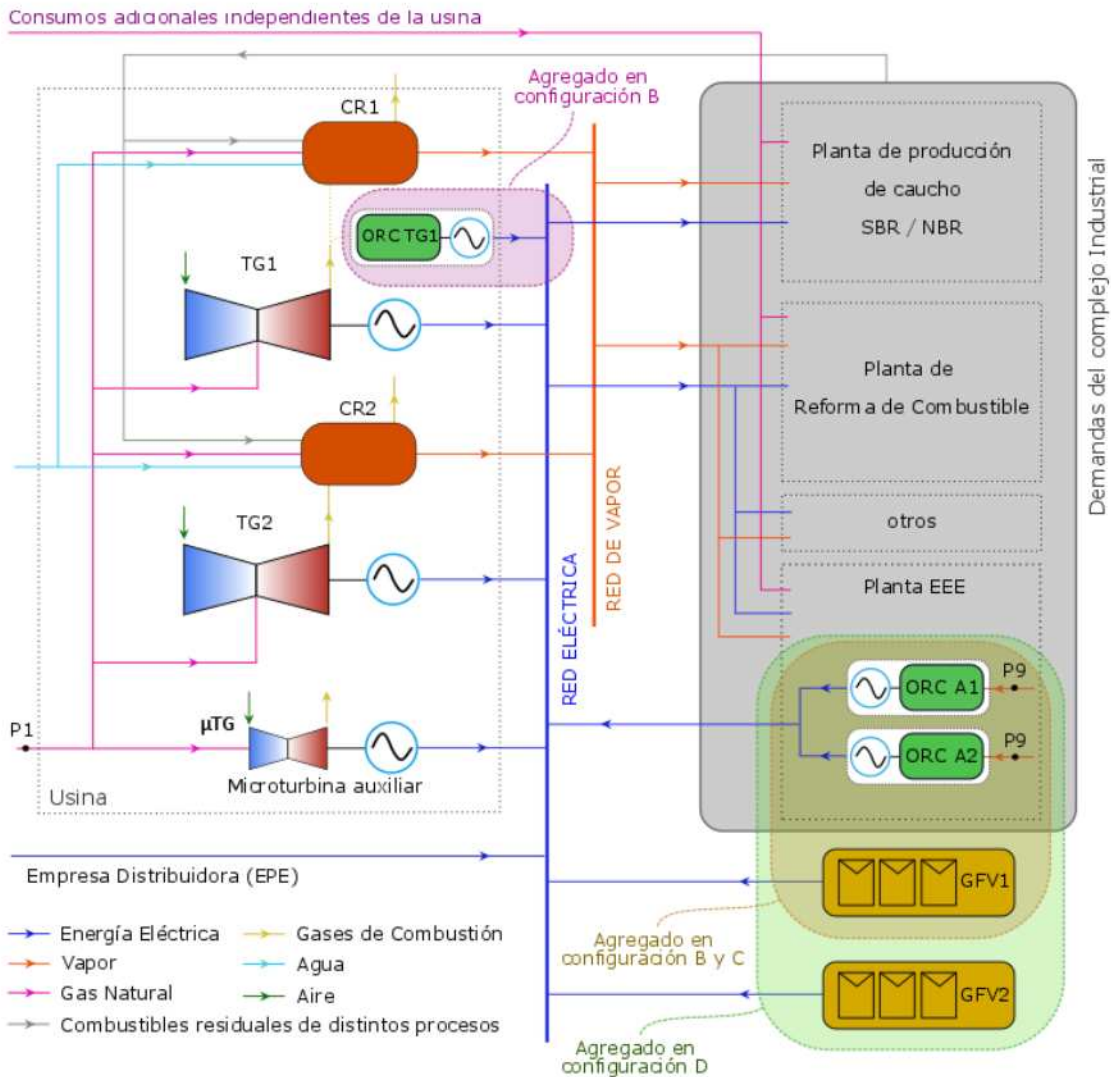 Consumos adicionales independientes de la usina
Agregado en
configuración B
CR1
ORC TG1
TG1
CR2
TG2
P1
μTG
Microturbina auxiliar
Usina
RED ELÉCTRICA
RED DE VAPOR
Planta de producción
de caucho
SBR / NBR
Planta de
Reforma de Combustible
otros
Planta EEE
ORC A1
P9
ORC A2
P9
Demandas del complejo Industrial
Empresa Distribuidora (EPE)
GFV1
Agregado en
configuración B y C
GFV2
Agregado en
configuración D
Energía Eléctrica
Gases de Combustión
Vapor
Agua
Gas Natural
Aire
Combustibles residuales de distintos procesos